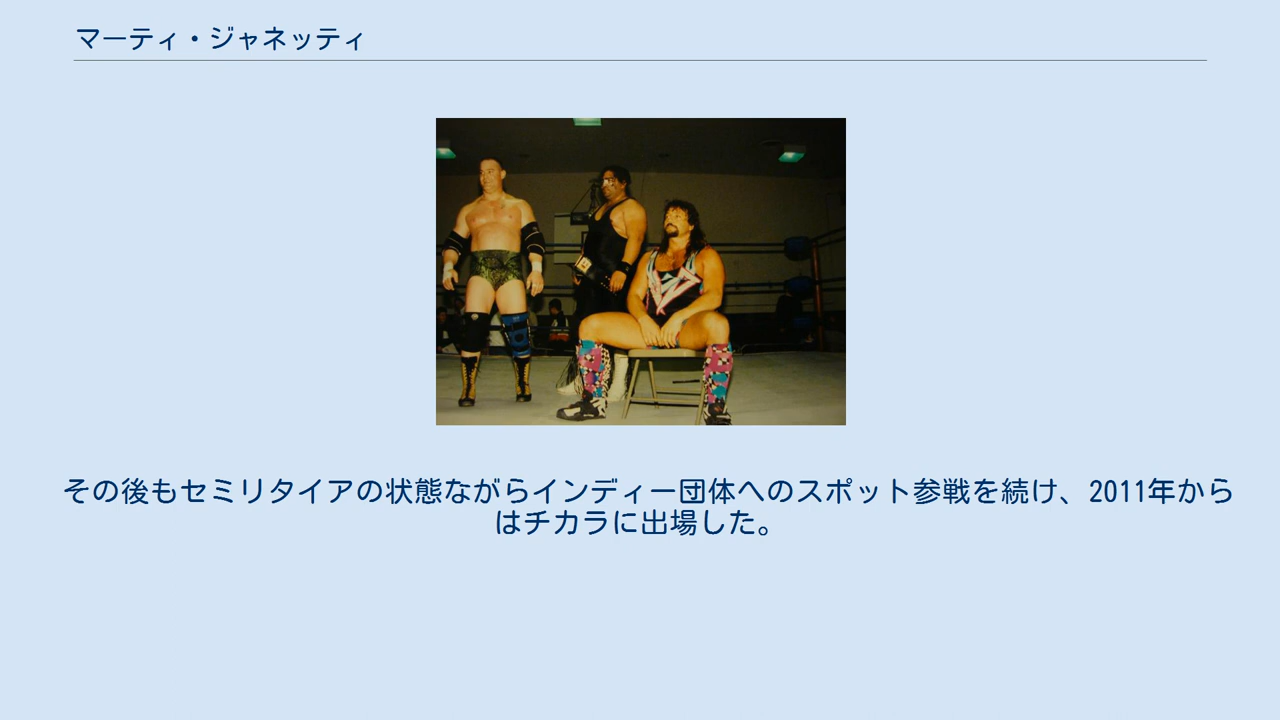 マーティ・ジャネッティ
その後もセミリタイアの状態ながらインディー団体へのスポット参戦を続け、2011年から
はチカラに出場した。